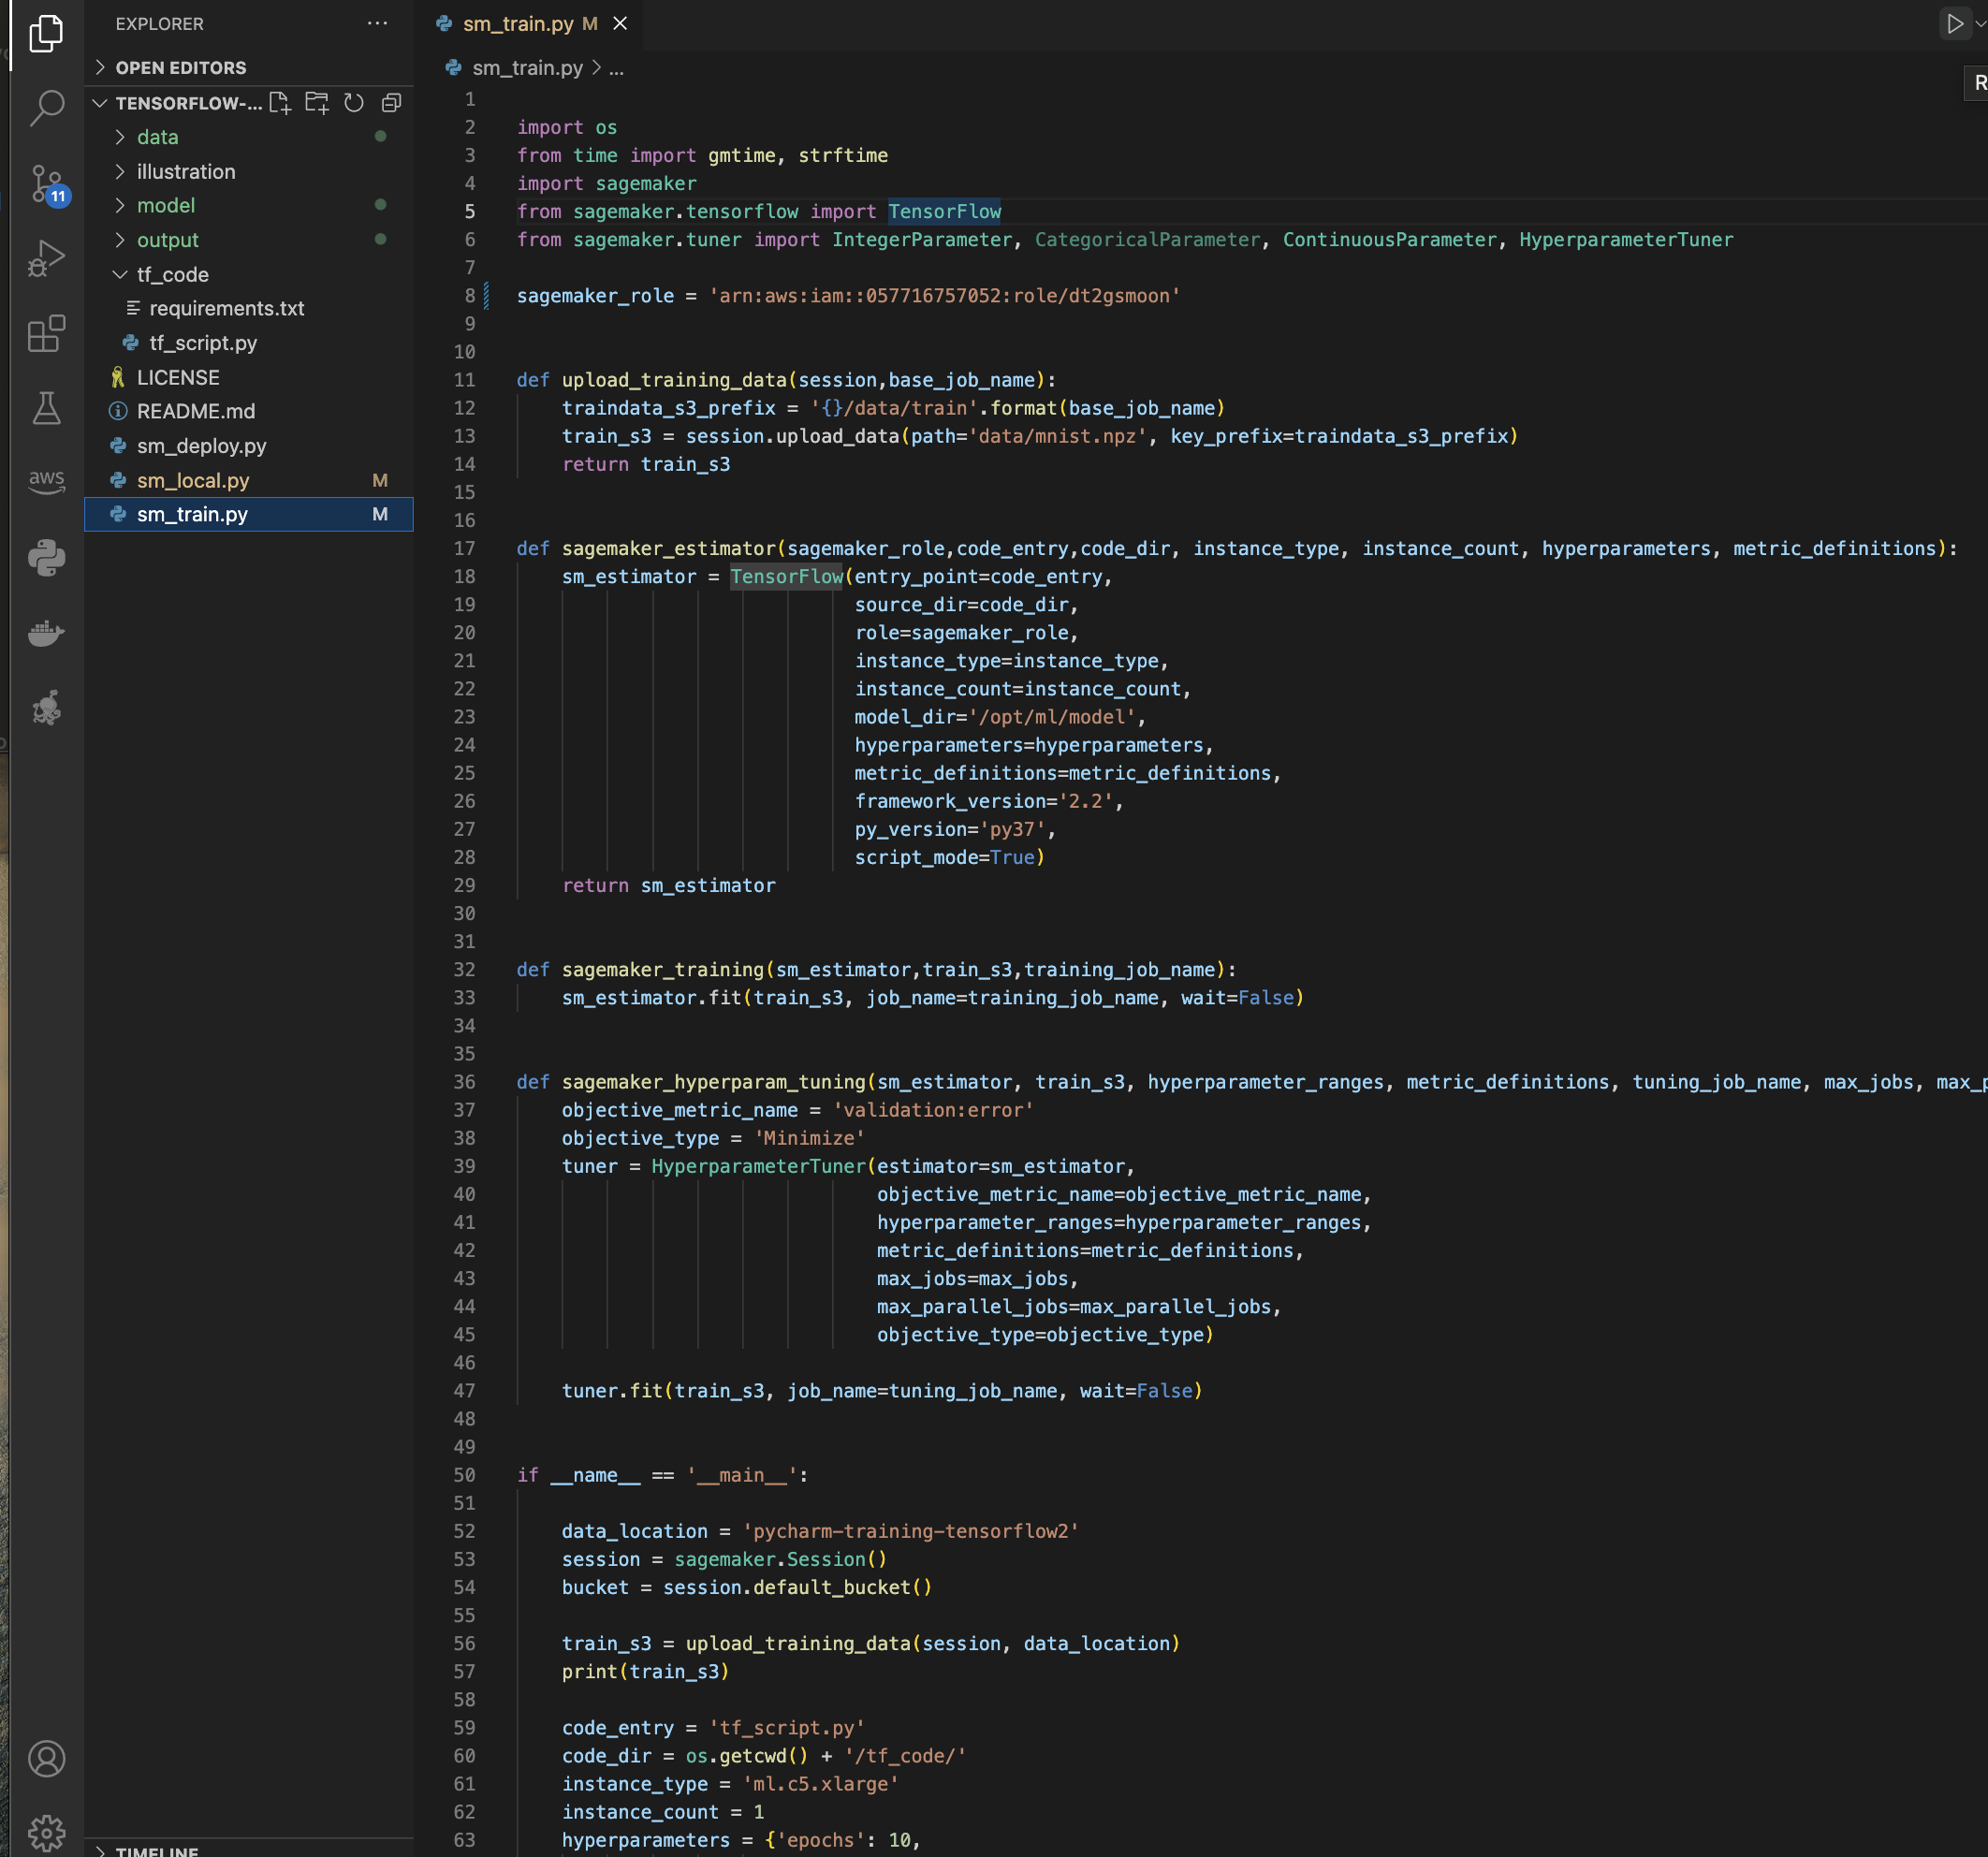 EXPLORER
OPEN EDITORS
TENSORFLOW-...
data
illustration
model
output
tf_code
requirements.txt
tf_script.py
LICENSE
README.md
sm_deploy.py
sm_local.py M
sm_train.py M
TIMELINE
11
aws
sm_train.py M
sm_train.py > ...
R
1
2 import os
3 from time import gmtime, strftime
4 import sagemaker
5 from sagemaker.tensorflow import TensorFlow
6 from sagemaker.tuner import IntegerParameter, CategoricalParameter, ContinuousParameter, HyperparameterTuner
7
8 sagemaker_role = 'arn:aws:iam::057716757052:role/dt2gsmoon'
9
10
11 def upload_training_data(session,base_job_name):
12 traindata_s3_prefix = '{}/data/train'.format(base_job_name)
13 train_s3 = session.upload_data(path='data/mnist.npz', key_prefix=traindata_s3_prefix)
14 return train_s3
15
16
17 def sagemaker_estimator(sagemaker_role,code_entry,code_dir, instance_type, instance_count, hyperparameters, metric_definitions):
18 sm_estimator = TensorFlow(entry_point=code_entry,
19 source_dir=code_dir,
20 role=sagemaker_role,
21 instance_type=instance_type,
22 instance_count=instance_count,
23 model_dir='/opt/ml/model',
24 hyperparameters=hyperparameters,
25 metric_definitions=metric_definitions,
26 framework_version='2.2',
27 py_version='py37',
28 script_mode=True)
29 return sm_estimator
30
31
32 def sagemaker_training(sm_estimator,train_s3,training_job_name):
33 sm_estimator.fit(train_s3, job_name=training_job_name, wait=False)
34
35
36 def sagemaker_hyperparam_tuning(sm_estimator, train_s3, hyperparameter_ranges, metric_definitions, tuning_job_name, max_jobs, max_p
37 objective_metric_name = 'validation:error'
38 objective_type = 'Minimize'
39 tuner = HyperparameterTuner(estimator=sm_estimator,
40 objective_metric_name=objective_metric_name,
41 hyperparameter_ranges=hyperparameter_ranges,
42 metric_definitions=metric_definitions,
43 max_jobs=max_jobs,
44 max_parallel_jobs=max_parallel_jobs,
45 objective_type=objective_type)
46
47 tuner.fit(train_s3, job_name=tuning_job_name, wait=False)
48
49
50 if __name__ == '__main__':
51
52 data_location = 'pycharm-training-tensorflow2'
53 session = sagemaker.Session()
54 bucket = session.default_bucket()
55
56 train_s3 = upload_training_data(session, data_location)
57 print(train_s3)
58
59 code_entry = 'tf_script.py'
60 code_dir = os.getcwd() + '/tf_code/'
61 instance_type = 'ml.c5.xlarge'
62 instance_count = 1
63 hyperparameters = {'epochs': 10,